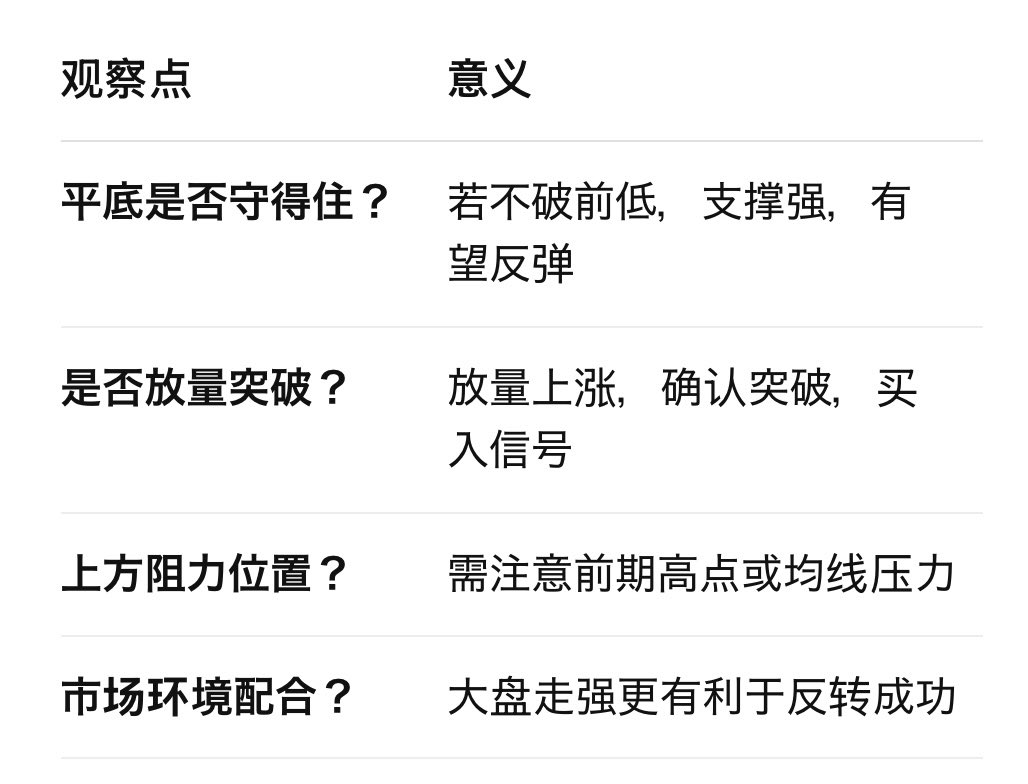 观察点 意义
平底是否守得住？ 若不破前低，支撑强，有
望反弹
是否放量突破？ 放量上涨，确认突破，买
入信号
上方阻力位置？ 需注意前期高点或均线压力
市场环境配合？ 大盘走强更有利于反转成功